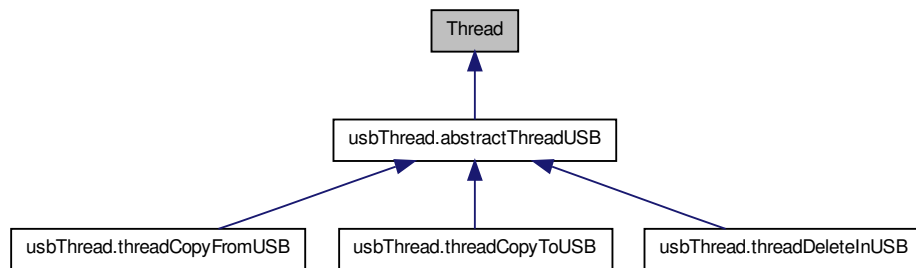 Thread
usbThread.abstractThreadUSB
usbThread.threadCopyFromUSB
usbThread.threadCopyToUSB
usbThread.threadDeleteInUSB